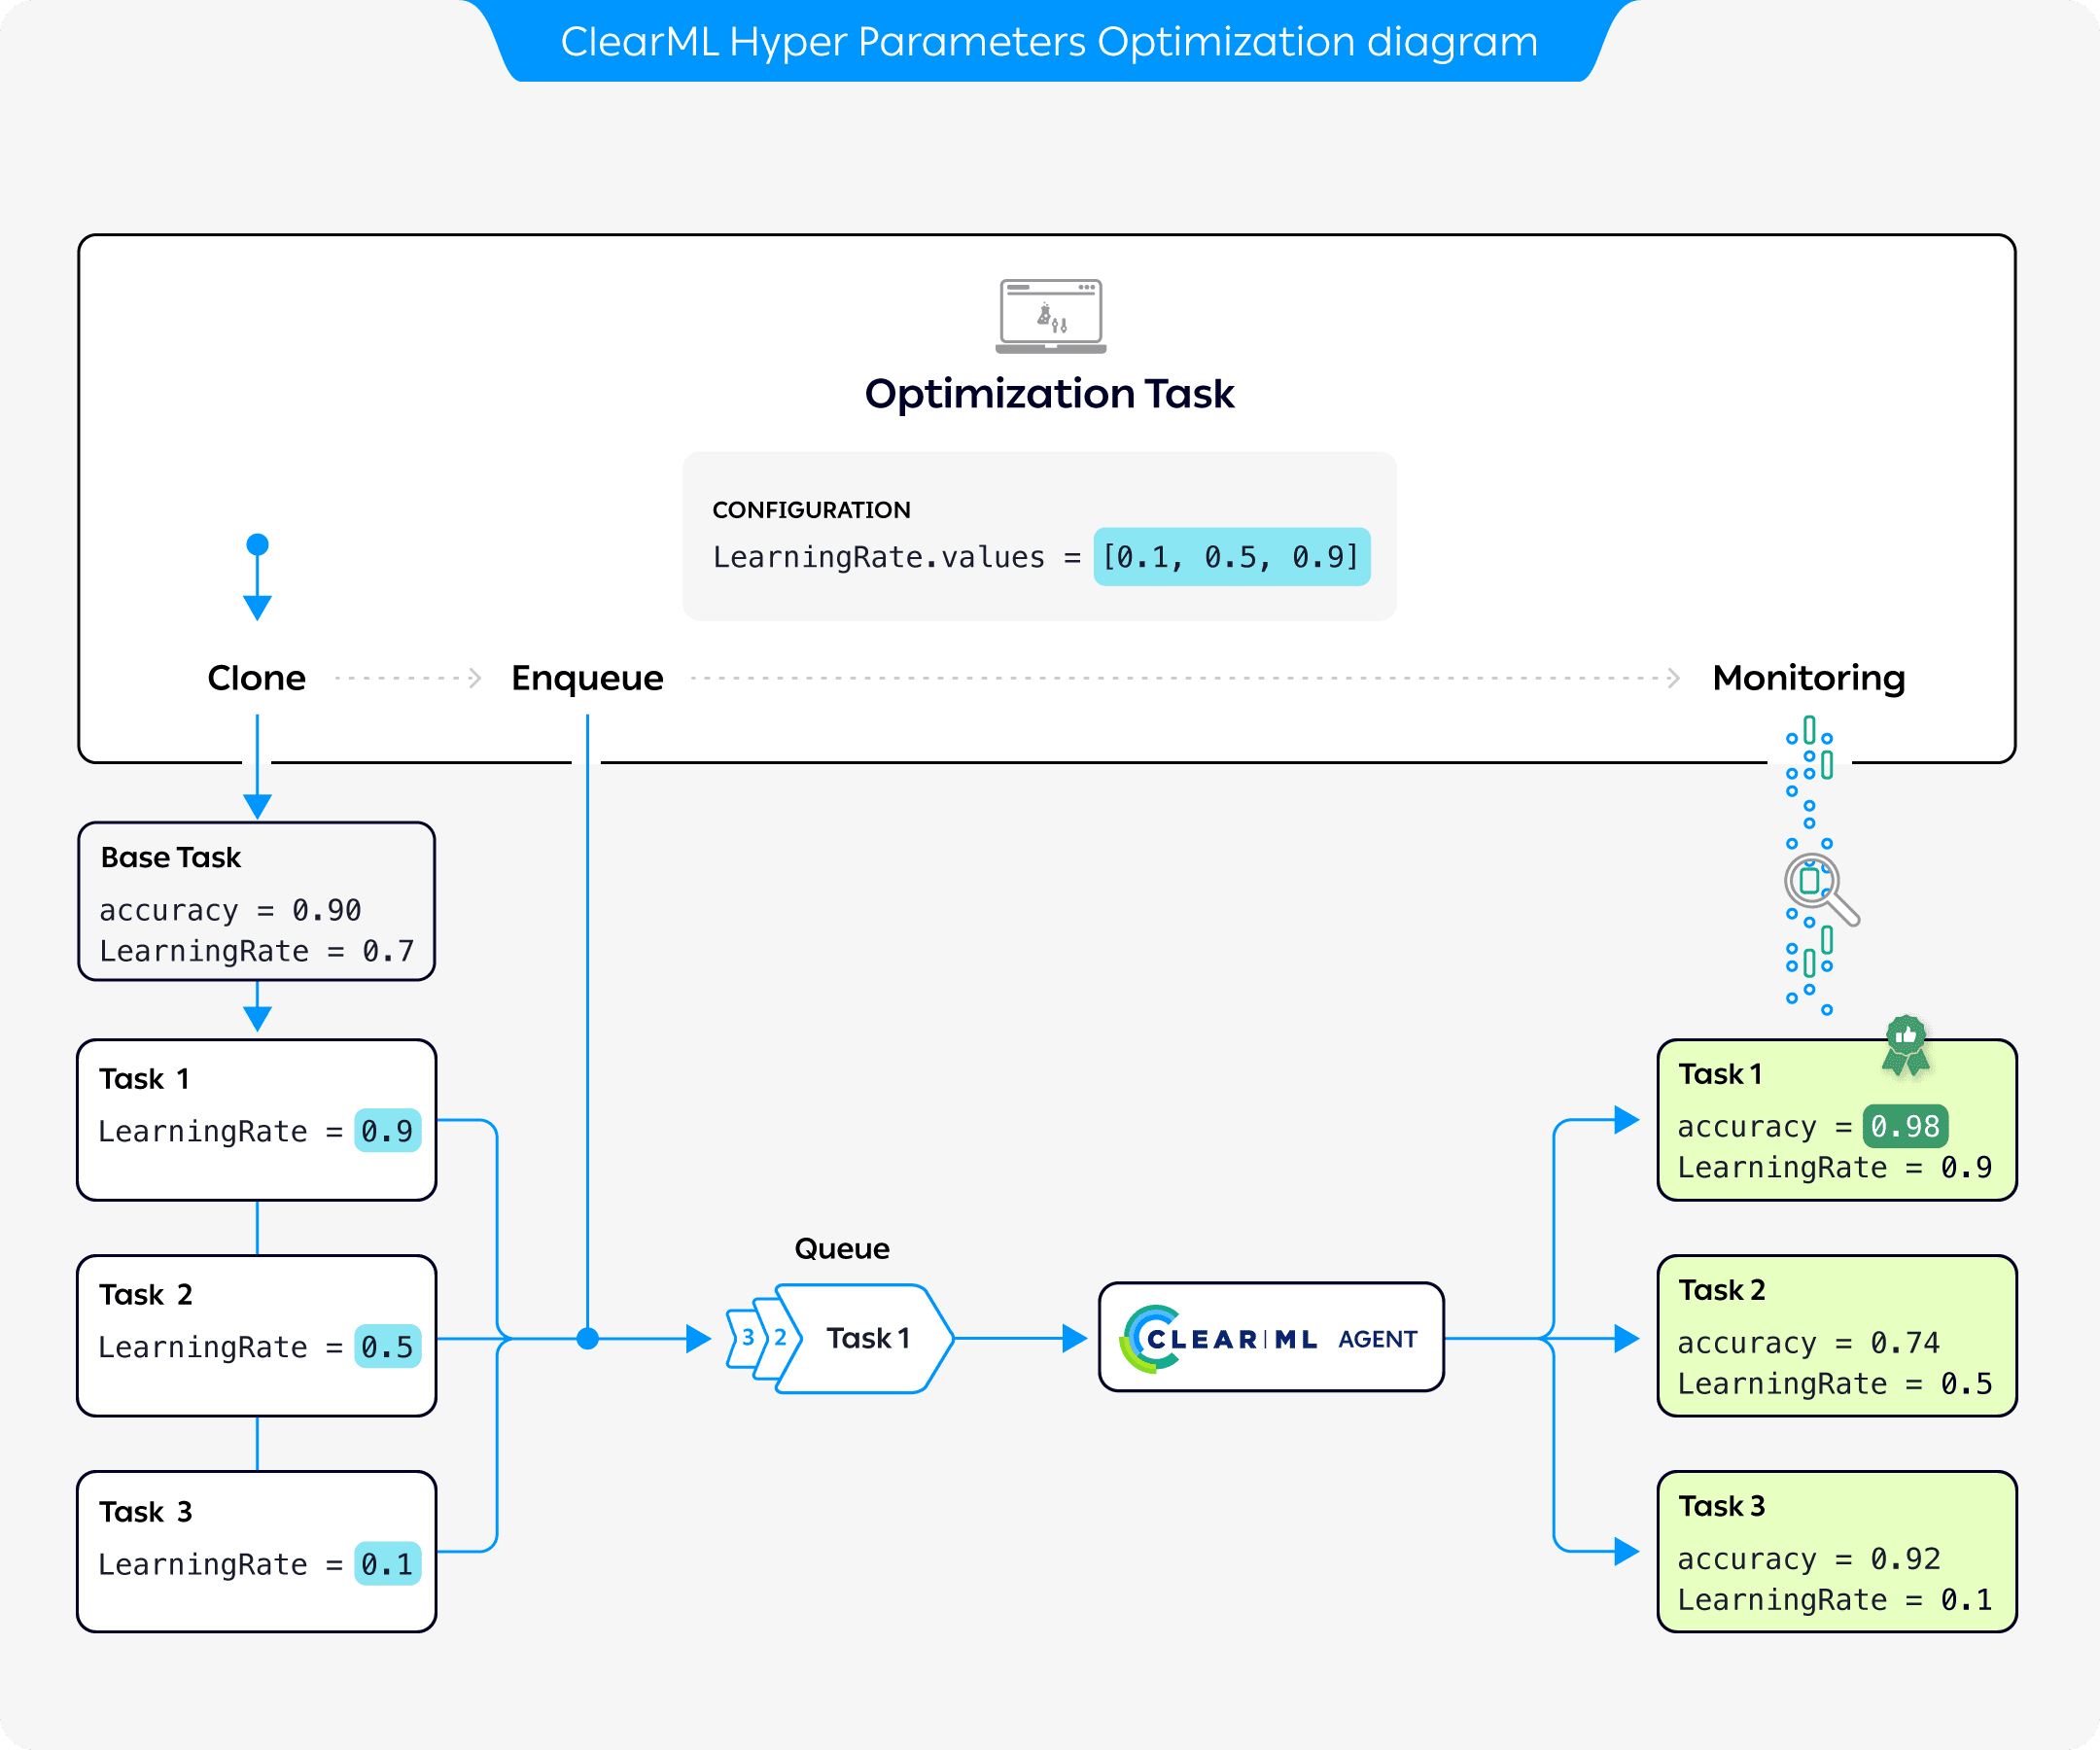 ClearML Hyper Parameters Optimization diagram
Optimization Task
CONFIGURATION
LearningRate.values = [0.1, 0.5, 0.9]
Clone
Enqueue
Monitoring
Base Task
accuracy = 0.90
LearningRate = 0.7
Task 1
LearningRate = 0.9
Task 2
LearningRate = 0.5
Task 3
LearningRate = 0.1
Queue
3 2 Task 1
CLEAR|ML AGENT
Task 1
accuracy = 0.98
LearningRate = 0.9
Task 2
accuracy = 0.74
LearningRate = 0.5
Task 3
accuracy = 0.92
LearningRate = 0.1